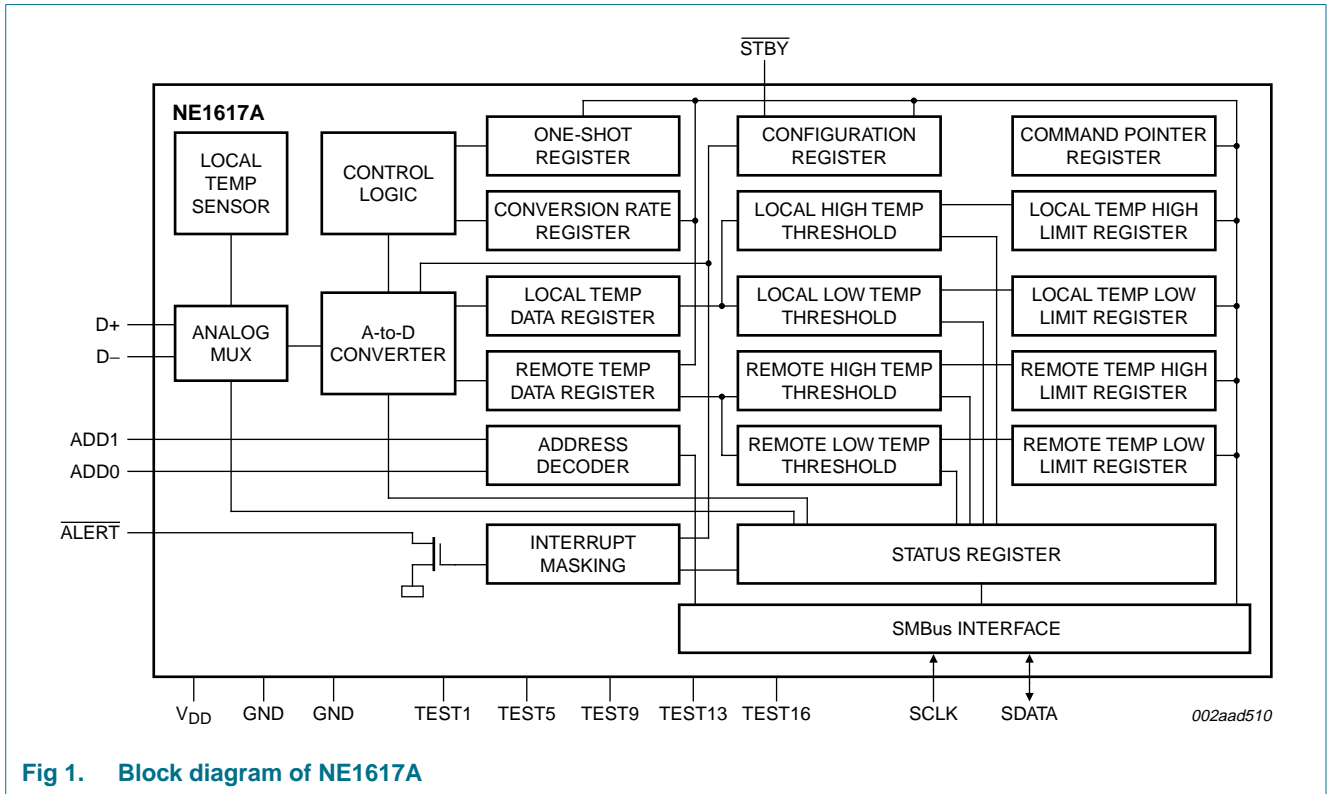 STBY
NE1617A
LOCAL
TEMP
SENSOR
CONTROL
LOGIC
ONE-SHOT
REGISTER
CONFIGURATION
REGISTER
COMMAND POINTER
REGISTER
CONVERSION RATE
REGISTER
LOCAL HIGH TEMP
THRESHOLD
LOCAL TEMP HIGH
LIMIT REGISTER
D+
D−
ANALOG
MUX
A-to-D
CONVERTER
LOCAL TEMP
DATA REGISTER
LOCAL LOW TEMP
THRESHOLD
LOCAL TEMP LOW
LIMIT REGISTER
REMOTE TEMP
DATA REGISTER
REMOTE HIGH TEMP
THRESHOLD
REMOTE TEMP HIGH
LIMIT REGISTER
ADD1
ADD0
ADDRESS
DECODER
REMOTE LOW TEMP
THRESHOLD
REMOTE TEMP LOW
LIMIT REGISTER
ALERT
INTERRUPT
MASKING
STATUS REGISTER
SMBus INTERFACE
VDD GND GND TEST1 TEST5 TEST9 TEST13 TEST16 SCLK SDATA
002aad510
Fig 1. Block diagram of NE1617A